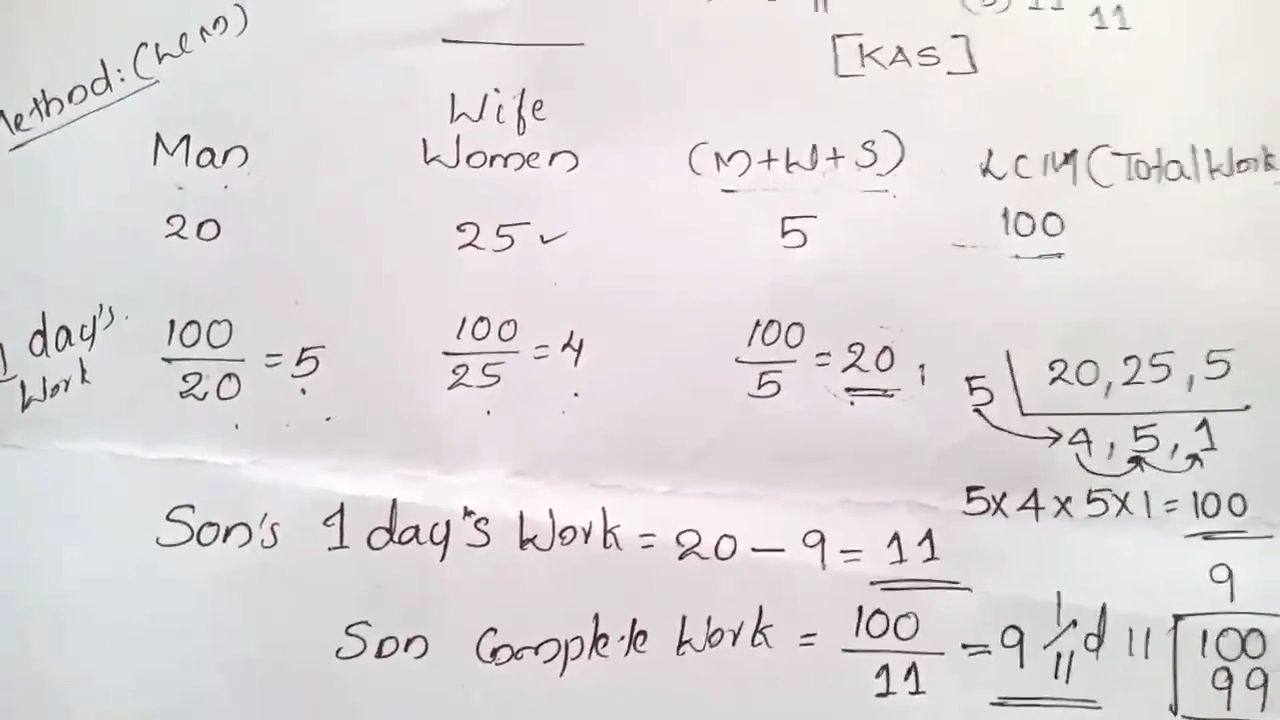 11
[KAS]
Method: (LCM)
Wife
Man Women (M+W+S) LCM (Total Work
20 25 ✓ 5 100
1 day's Work 100/20 = 5 100/25 = 4 100/5 = 20
5 | 20, 25, 5
4, 5, 1
5x4x5x1 = 100
Son's 1 day's Work = 20 - 9 = 11
Son Complete Work = 100/11 = 9 1/11 d
9
11 100
99